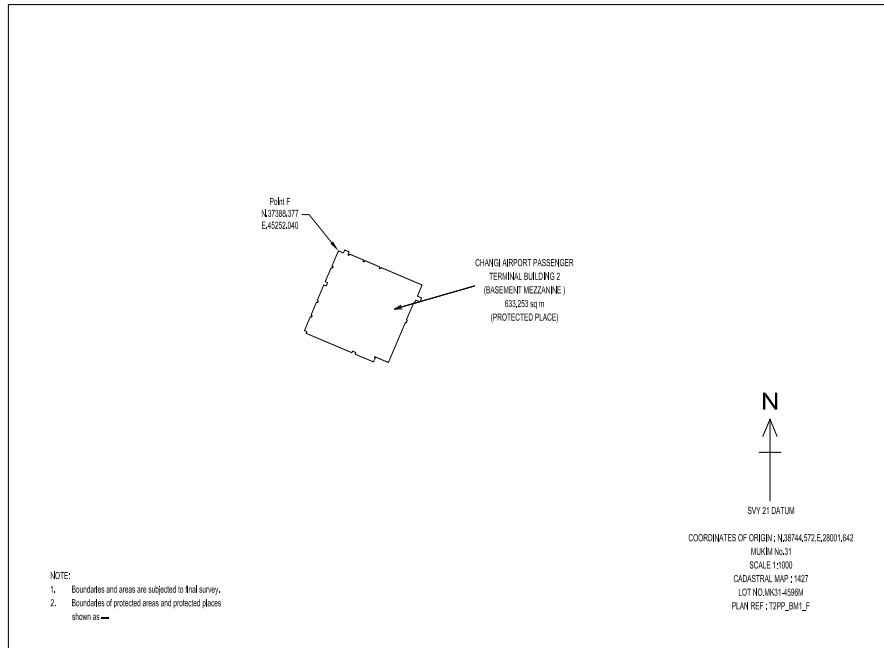 Point F
N.37388.377
E.45252.040
CHANGI AIRPORT PASSENGER
TERMINAL BUILDING 2
(BASEMENT MEZZANINE )
633.253 sq m
(PROTECTED PLACE)
N
SVY 21 DATUM
COORDINATES OF ORIGIN : N.38744.572,E.28001.642
MUKIM No.31
SCALE 1:1000
CADASTRAL MAP : 1427
LOT NO.MK31-4596M
PLAN REF : T2PP_BM1_F
NOTE:
1. Boundaries and areas are subjected to final survey.
2. Boundaries of protected areas and protected places
shown as —